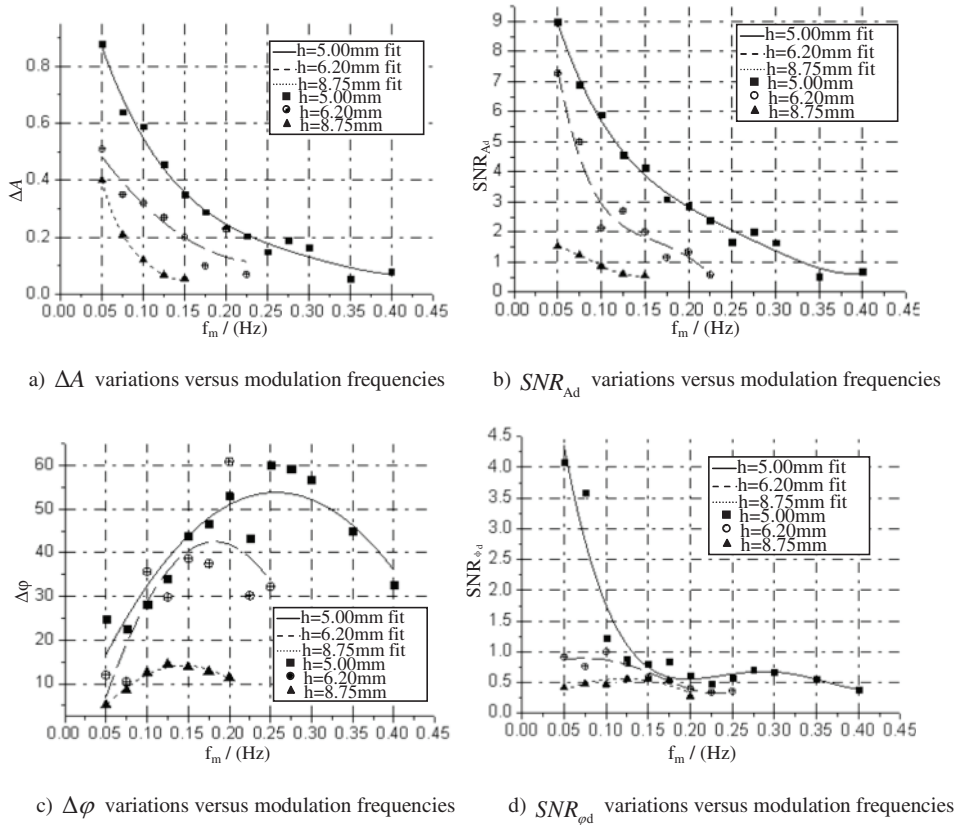 0.8
0.6
0.4
0.2
0.0
ΔA
h=5.00mm fit
h=6.20mm fit
h=8.75mm fit
h=5.00mm
h=6.20mm
h=8.75mm
0.00 0.05 0.10 0.15 0.20 0.25 0.30 0.35 0.40 0.45
f_m / (Hz)
a) ΔA variations versus modulation frequencies
9
8
7
6
5
4
3
2
1
0
SNR_Ad
h=5.00mm fit
h=6.20mm fit
h=8.75mm fit
h=5.00mm
h=6.20mm
h=8.75mm
0.00 0.05 0.10 0.15 0.20 0.25 0.30 0.35 0.40 0.45
f_m / (Hz)
b) SNR_Ad variations versus modulation frequencies
60
50
40
30
20
10
Δφ
h=5.00mm fit
h=6.20mm fit
h=8.75mm fit
h=5.00mm
h=6.20mm
h=8.75mm
0.00 0.05 0.10 0.15 0.20 0.25 0.30 0.35 0.40 0.45
f_m / (Hz)
c) Δφ variations versus modulation frequencies
4.5
4.0
3.5
3.0
2.5
2.0
1.5
1.0
0.5
0.0
SNR_ϕd
h=5.00mm fit
h=6.20mm fit
h=8.75mm fit
h=5.00mm
h=6.20mm
h=8.75mm
0.00 0.05 0.10 0.15 0.20 0.25 0.30 0.35 0.40 0.45
f_m / (Hz)
d) SNR_φd variations versus modulation frequencies